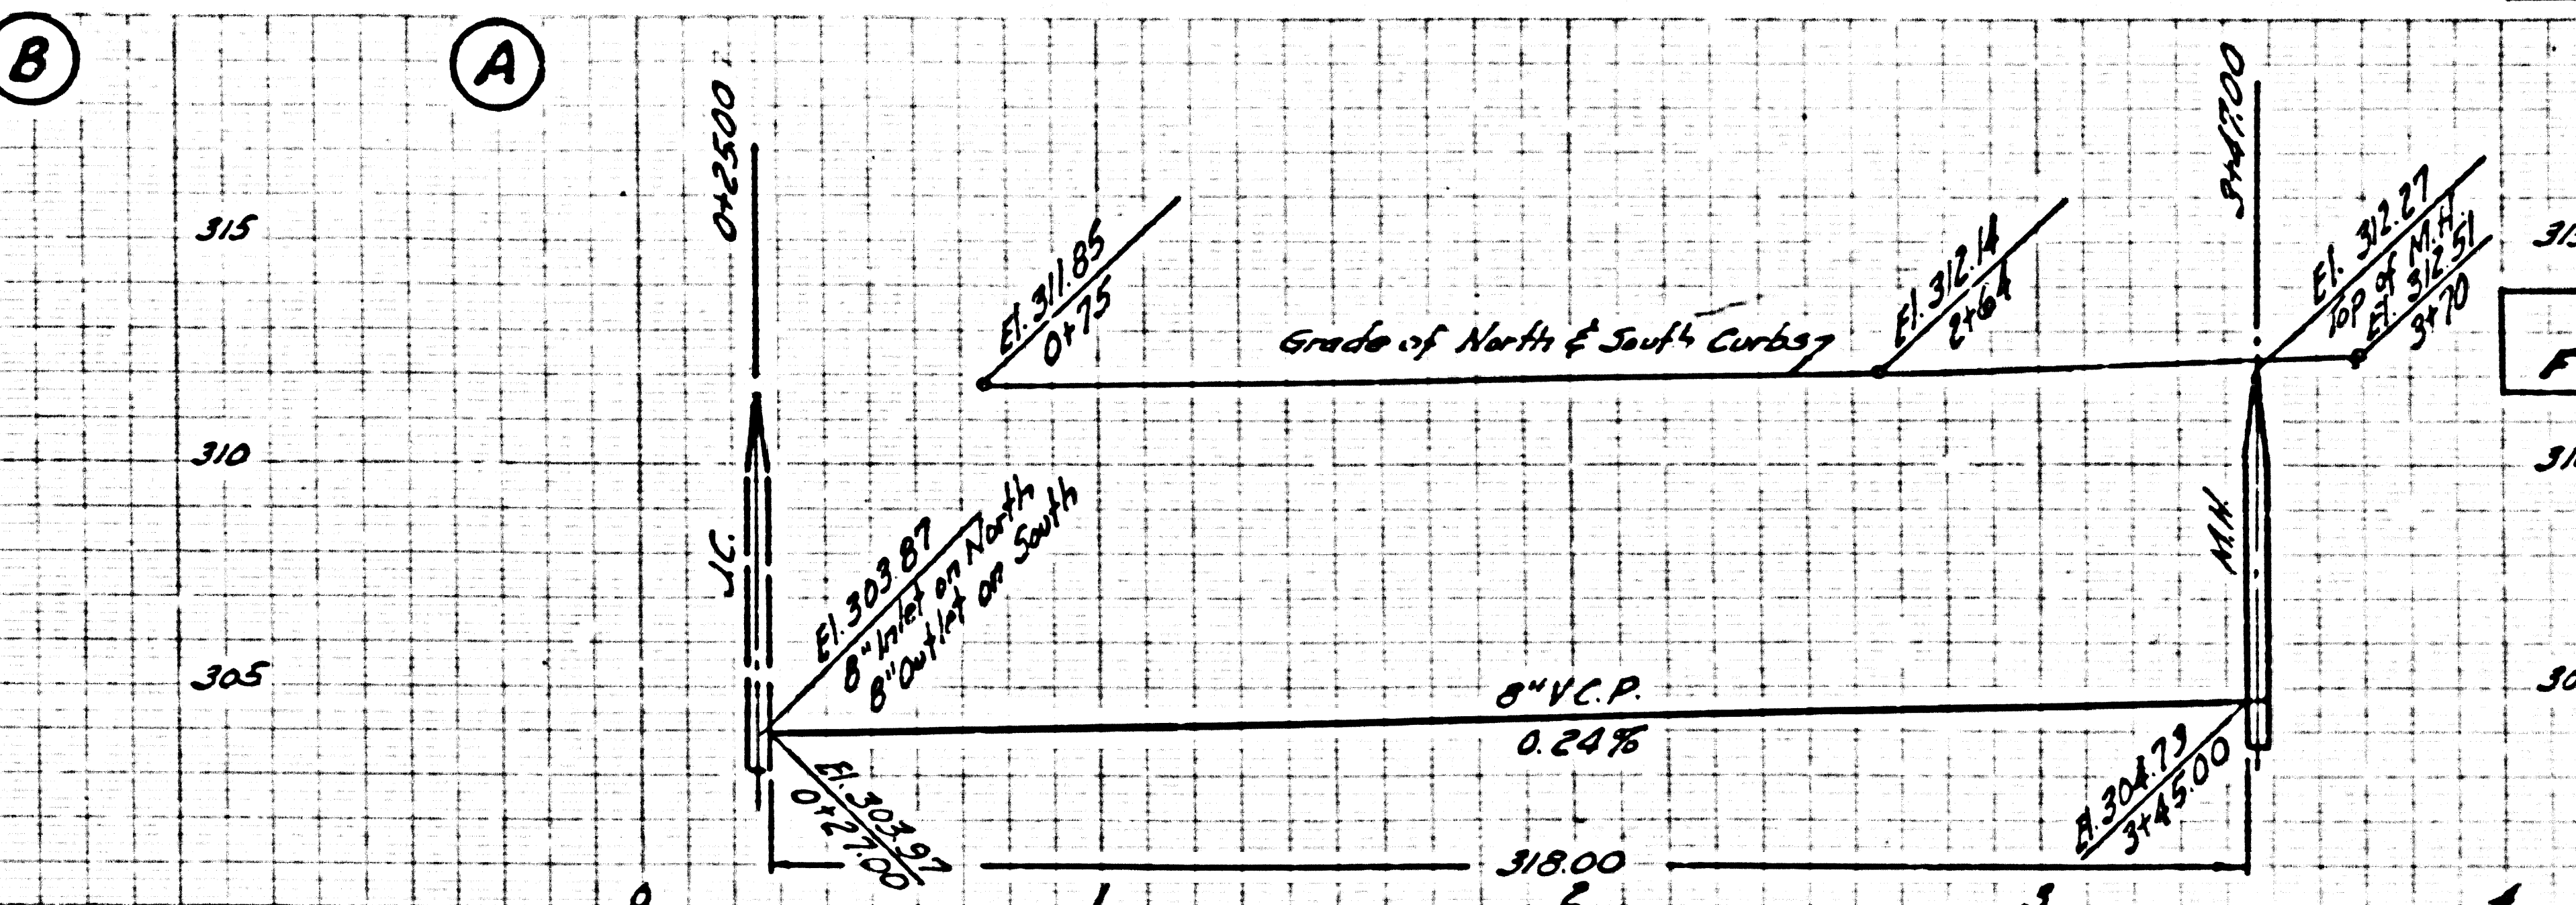 B
A
0+25.00
3+47.00
315
El. 311.85
0+75
El. 312.14
2+64
El. 312.27
Top of M.H.
El. 312.51
3+70
Grade of North & South Curbs
F
310
J.C.
El. 303.87
8" Inlet on North
8" Outlet on South
M.H.
305
8" V.C.P.
0.24%
El. 303.97
0+27.00
El. 304.73
3+45.00
318.00
0
1
2
3
4